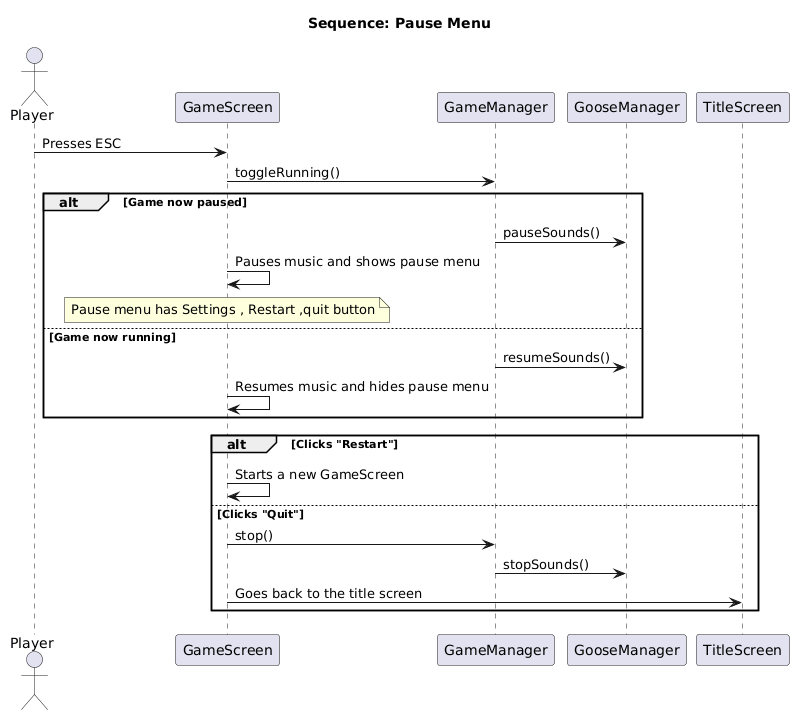 Sequence: Pause Menu
Player
GameScreen
GameManager
GooseManager
TitleScreen
Presses ESC
toggleRunning()
alt
[Game now paused]
pauseSounds()
Pauses music and shows pause menu
Pause menu has Settings , Restart ,quit button
[Game now running]
resumeSounds()
Resumes music and hides pause menu
alt
[Clicks "Restart"]
Starts a new GameScreen
[Clicks "Quit"]
stop()
stopSounds()
Goes back to the title screen
Player
GameScreen
GameManager
GooseManager
TitleScreen